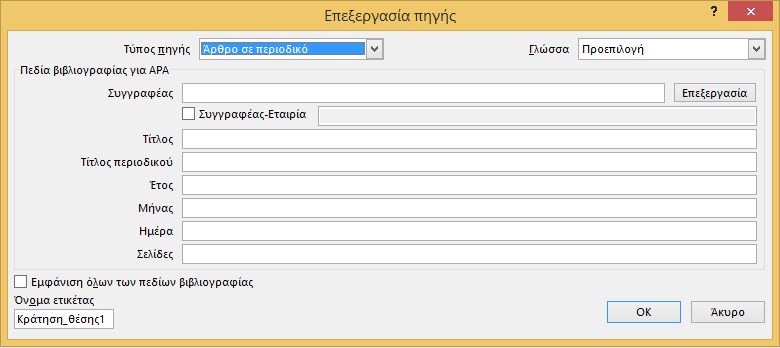 Επεξεργασία πηγής
?
Τύπος πηγής Άρθρο σε περιοδικό Γλώσσα Προεπιλογή
Πεδία βιβλιογραφίας για APA
Συγγραφέας Επεξεργασία
Συγγραφέας-Εταιρία
Τίτλος
Τίτλος περιοδικού
Έτος
Μήνας
Ημέρα
Σελίδες
Εμφάνιση όλων των πεδίων βιβλιογραφίας
Όνομα ετικέτας
Κράτηση_θέσης1 OK Άκυρο